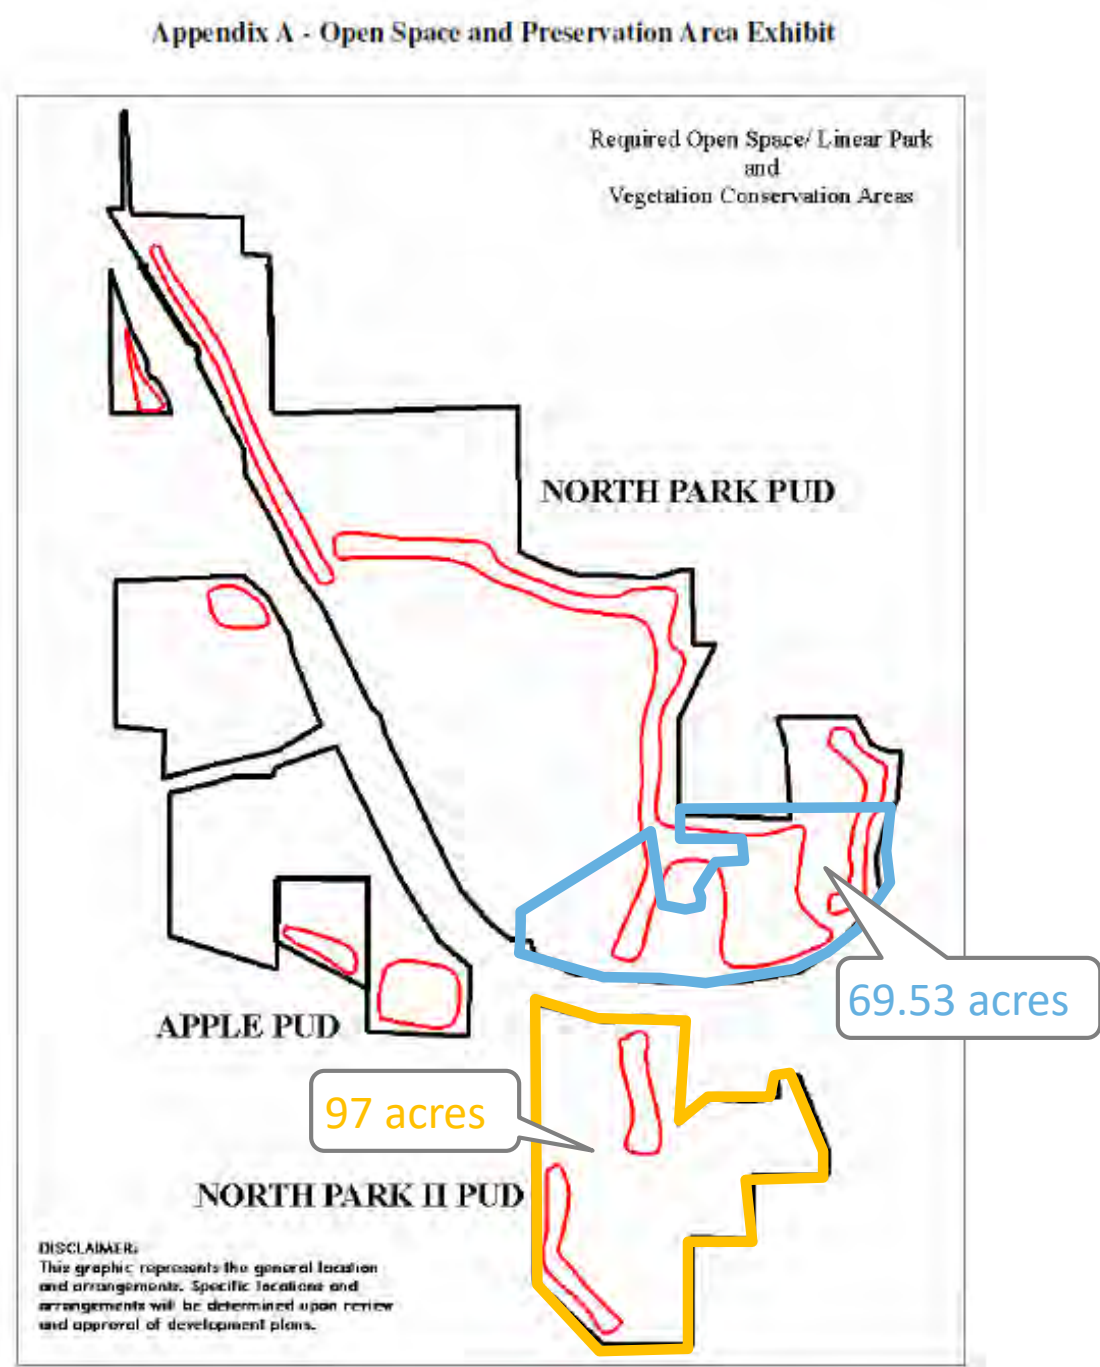 Appendix A - Open Space and Preservation Area Exhibit
Required Open Space/ Linear Park
and
Vegetation Conservation Areas
NORTH PARK PUD
69.53 acres
APPLE PUD
97 acres
NORTH PARK II PUD
DISCLAIMER:
This graphic represents the general location
and arrangements. Specific locations and
arrangements will be determined upon review
and approval of development plans.